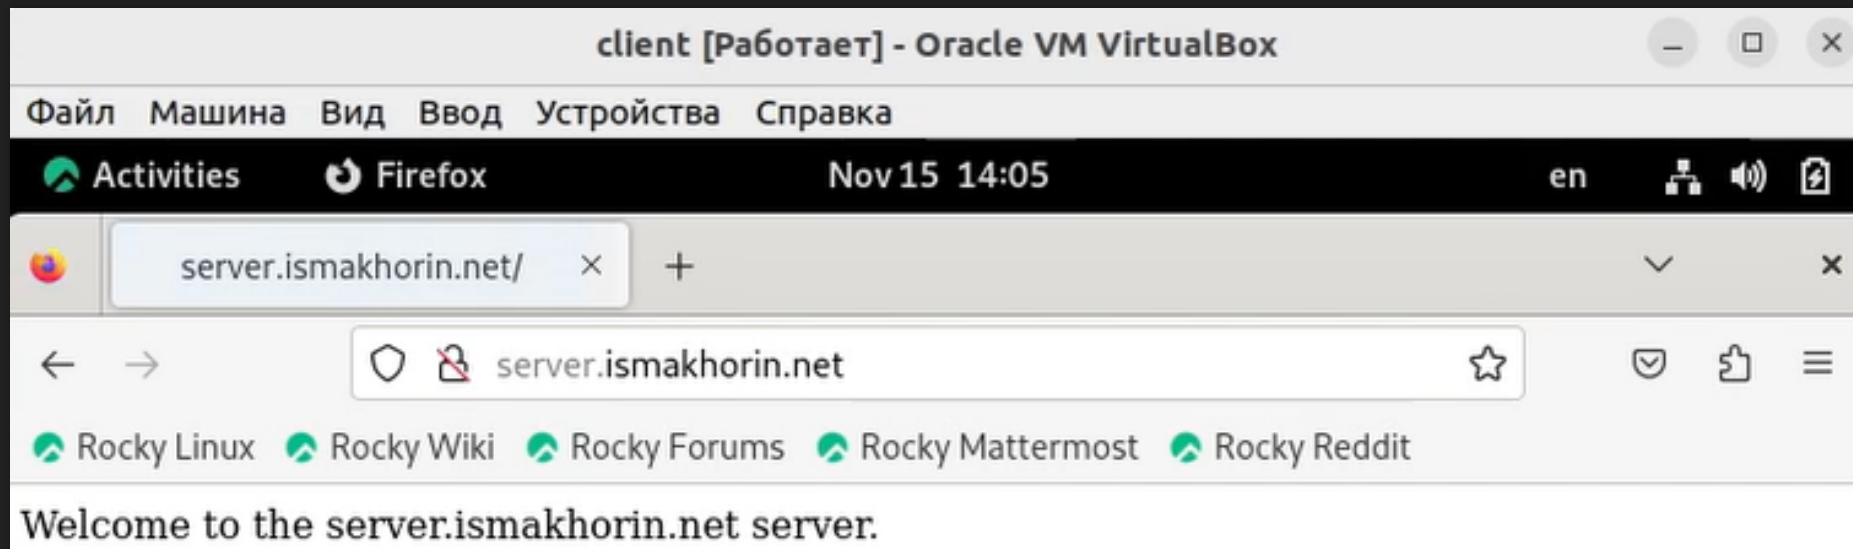 client [Работает] - Oracle VM VirtualBox
Файл Машина Вид Ввод Устройства Справка
Activities Firefox Nov 15 14:05 en
server.ismakhorin.net/
server.ismakhorin.net
Rocky Linux Rocky Wiki Rocky Forums Rocky Mattermost Rocky Reddit
Welcome to the server.ismakhorin.net server.